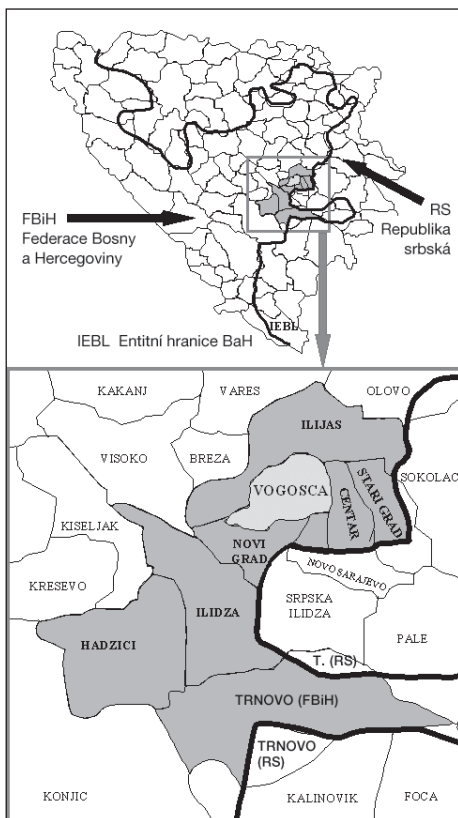 FBiH
Federace Bosny
a Hercegoviny
RS
Republika
srbská
IEBL
IEBL Entitní hranice BaH
KAKANJ
VARES
OLOVO
ILIJAS
VISOKO
BREZA
SOKOLAC
VOGOSCA
STARI GRAD
CENTAR
KISELJAK
NOVI
GRAD
NOVO SARAJEVO
KRESEVO
ILIDZA
SRPSKA
ILIDZA
HADZICI
PALE
T. (RS)
TRNOVO (FBiH)
TRNOVO
(RS)
KONJIC
KALINOVIK
FOCA